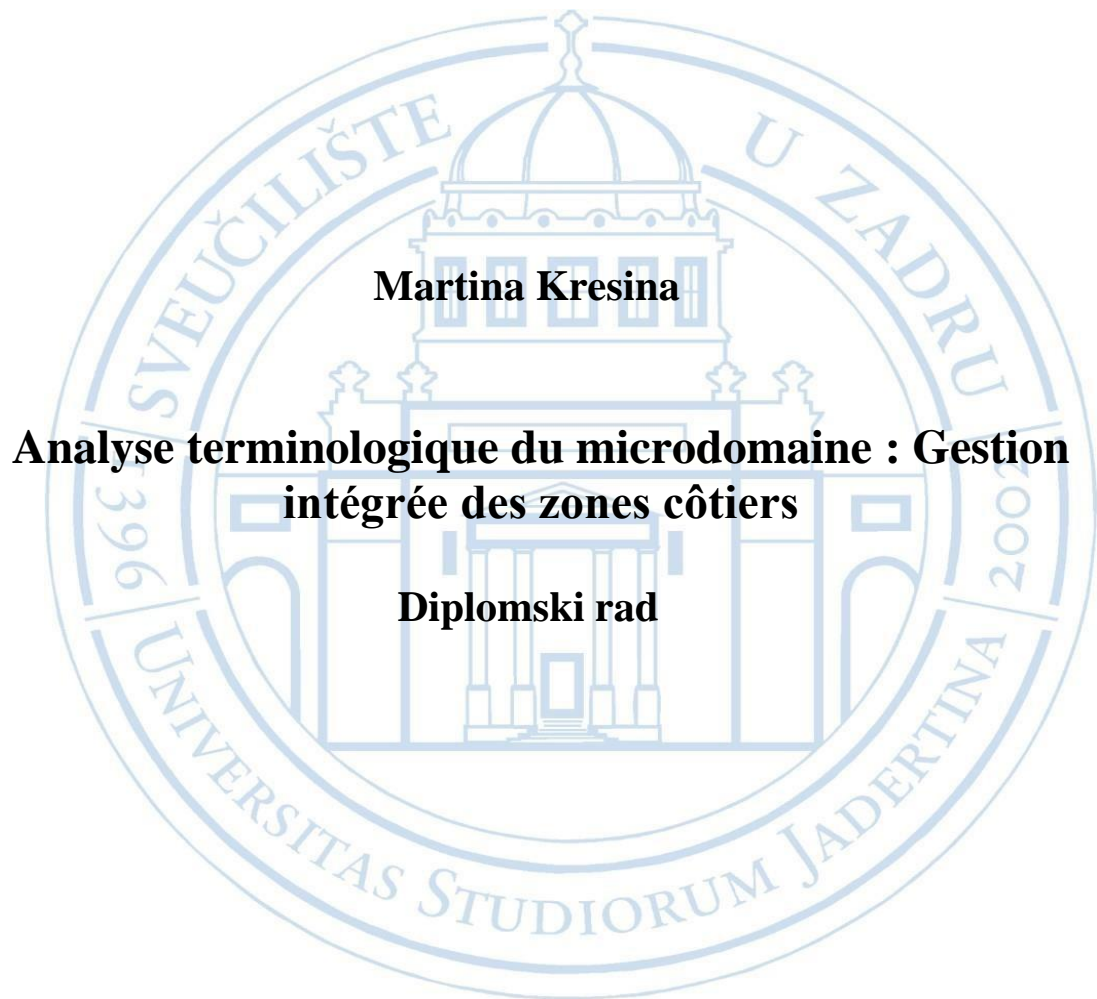 SVEUČILIŠTE U ZADRU
Martina Kresina
Analyse terminologique du microdomaine : Gestion
intégrée des zones côtiers
Diplomski rad
1396
2002
UNIVERSITAS STUDIORUM JADERTINA